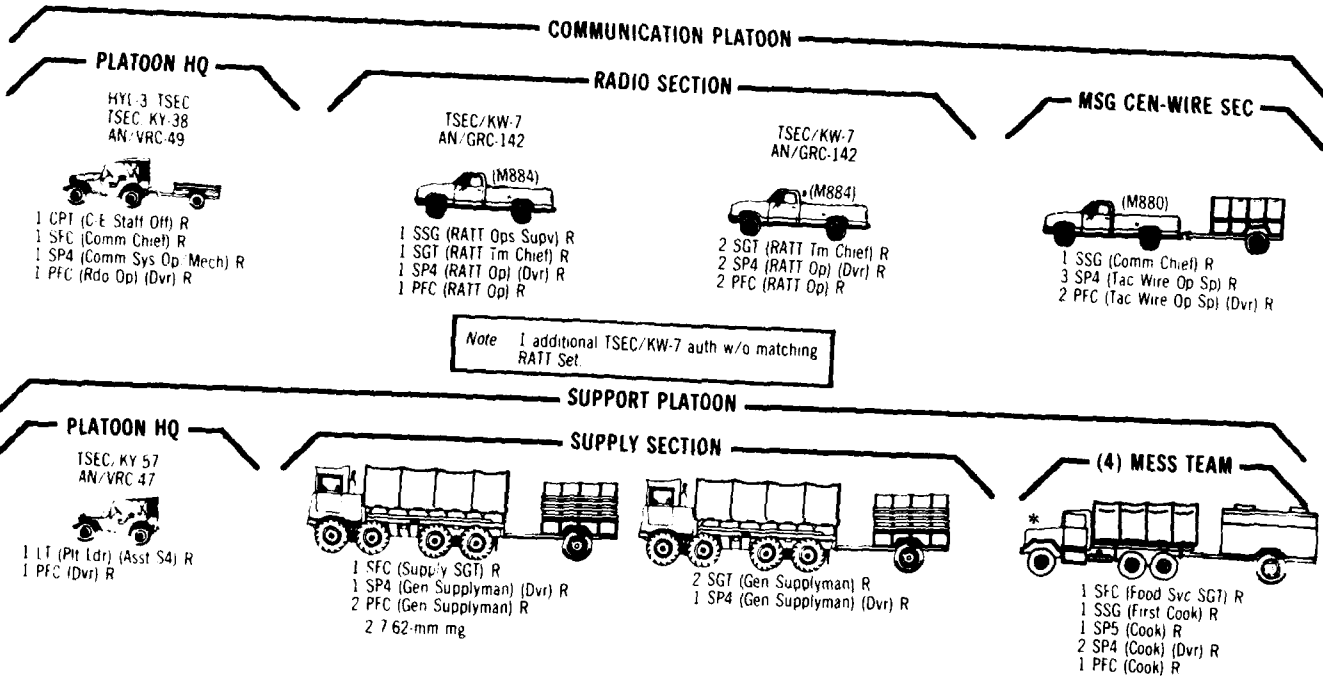 COMMUNICATION PLATOON
PLATOON HQ
HYL-3 TSEC
TSEC KY-38
AN/VRC-49
1 CPT (C-E Staff Off) R
1 SFC (Comm Chief) R
1 SP4 (Comm Sys Op Mech) R
1 PFC (Rdo Op) (Dvr) R
RADIO SECTION
TSEC/KW-7
AN/GRC-142
(M884)
1 SSG (RATT Ops Supv) R
1 SGT (RATT Tm Chief) R
1 SP4 (RATT Op) (Dvr) R
1 PFC (RATT Op) R
TSEC/KW-7
AN/GRC-142
(M884)
2 SGT (RATT Tm Chief) R
2 SP4 (RATT Op) (Dvr) R
2 PFC (RATT Op) R
MSG CEN-WIRE SEC
(M880)
1 SSG (Comm Chief) R
3 SP4 (Tac Wire Op Sp) R
2 PFC (Tac Wire Op Sp) (Dvr) R
Note 1 additional TSEC/KW-7 auth w/o matching
RATT Set.
SUPPORT PLATOON
PLATOON HQ
TSEC/KY 57
AN/VRC 47
1 LT (Plt Ldr) (Asst S4) R
1 PFC (Dvr) R
SUPPLY SECTION
1 SFC (Supply SGT) R
1 SP4 (Gen Supplyman) (Dvr) R
2 PFC (Gen Supplyman) R
2 7 62-mm mg
2 SGT (Gen Supplyman) R
1 SP4 (Gen Supplyman) (Dvr) R
(4) MESS TEAM
*
1 SFC (Food Svc SGT) R
1 SSG (First Cook) R
1 SP5 (Cook) R
2 SP4 (Cook) (Dvr) R
1 PFC (Cook) R